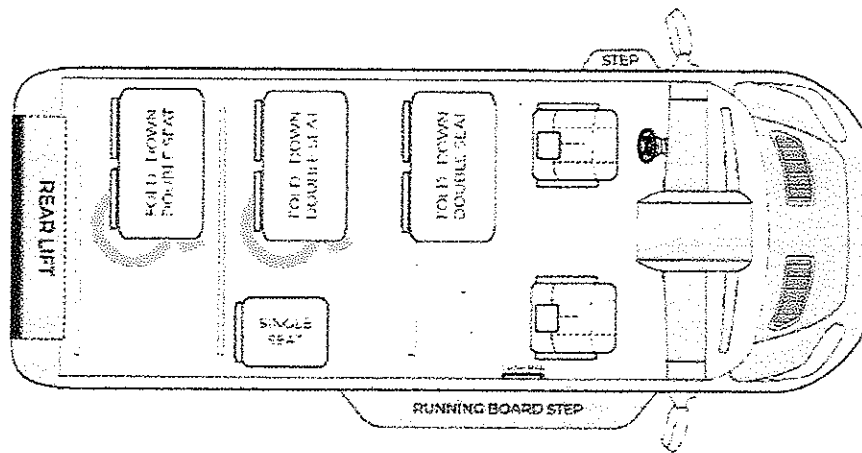 STEP
FOLD DOWN
DOUBLE SEAT
FOLD DOWN
DOUBLE SEAT
FOLD DOWN
DOUBLE SEAT
REAR LIFT
SINGLE
SEAT
RUNNING BOARD STEP